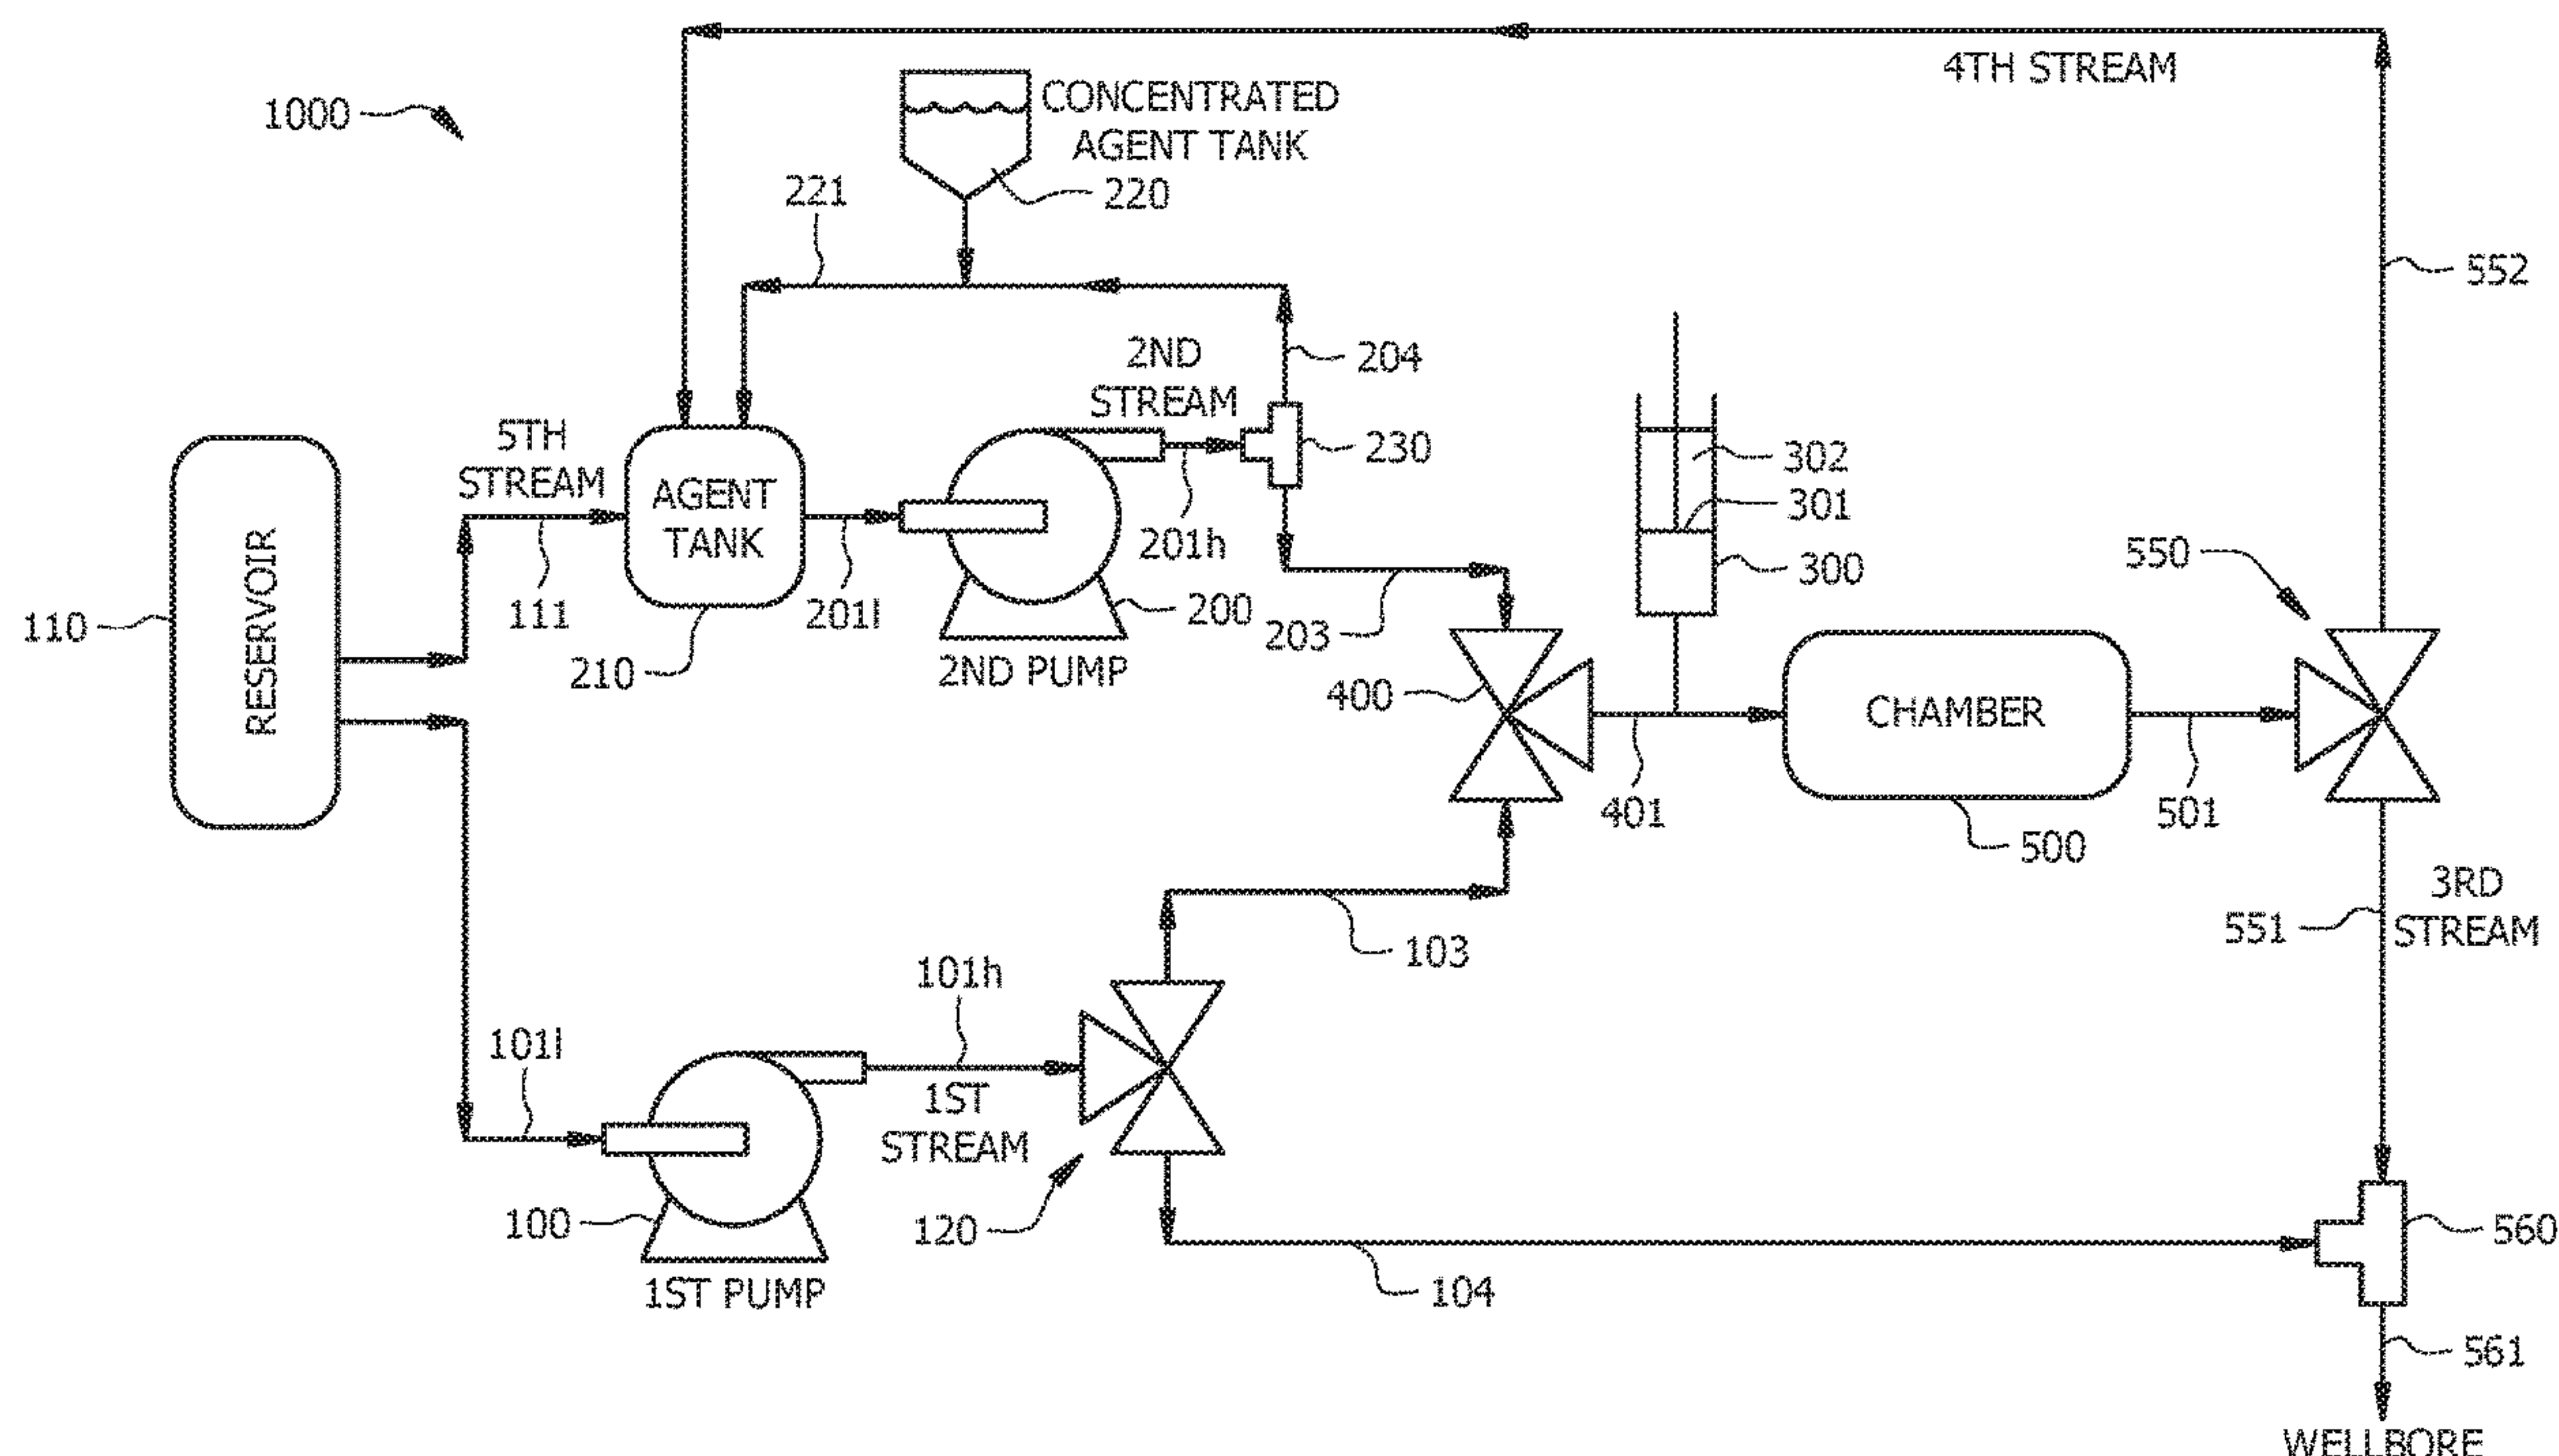 4TH STREAM
1000
CONCENTRATED
AGENT TANK
221
220
552
2ND
STREAM
204
5TH
STREAM
230
302
301
AGENT
TANK
RESERVOIR
201h
550
300
110
111
201l
200
203
210
2ND PUMP
400
CHAMBER
401
501
500
3RD
STREAM
551
103
101h
101l
1ST
STREAM
100
120
560
1ST PUMP
104
561
WELLBORE